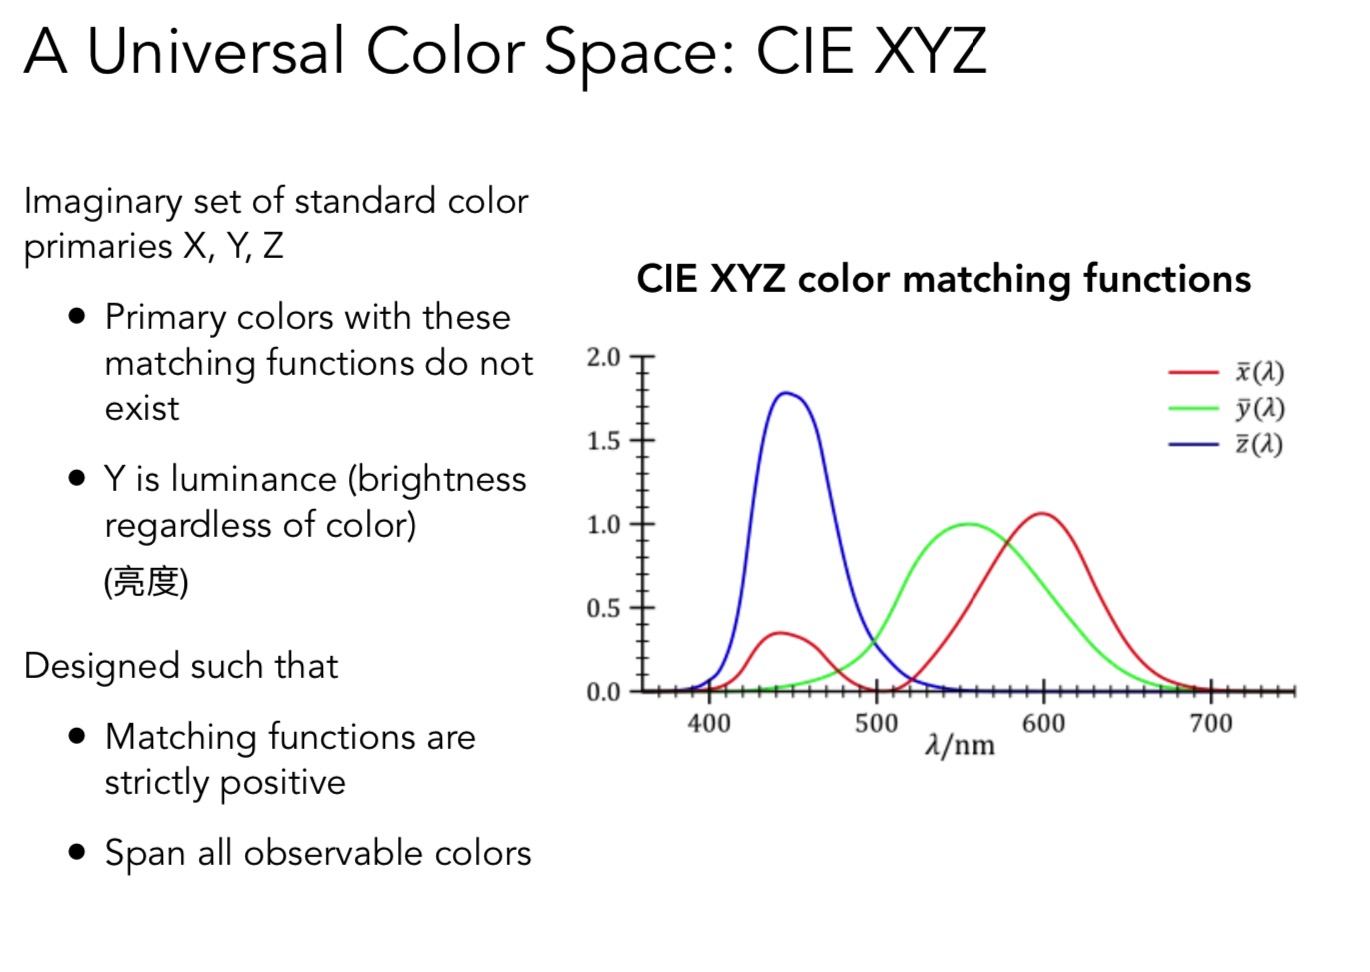 A Universal Color Space: CIE XYZ
Imaginary set of standard color
primaries X, Y, Z
● Primary colors with these
matching functions do not
exist
● Y is luminance (brightness
regardless of color)
(亮度)
Designed such that
● Matching functions are
strictly positive
● Span all observable colors
CIE XYZ color matching functions
2.0
1.5
1.0
0.5
0.0
400 500 600 700
λ/nm
x̄(λ)
ȳ(λ)
z̄(λ)